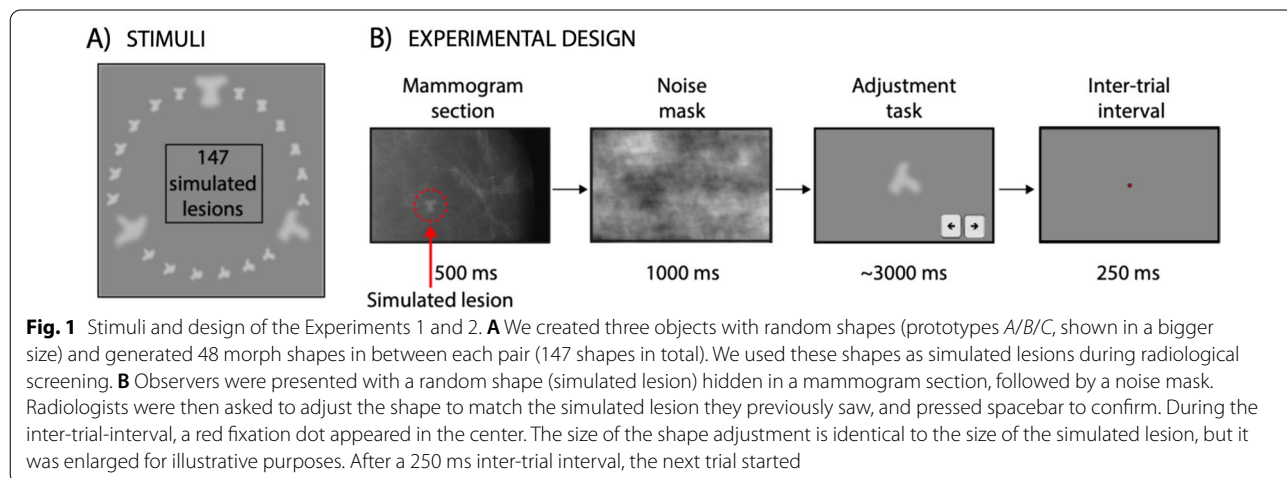 A) STIMULI
147
simulated
lesions
B) EXPERIMENTAL DESIGN
Mammogram
section
Noise
mask
Adjustment
task
Inter-trial
interval
500 ms
1000 ms
~3000 ms
250 ms
Simulated lesion
Fig. 1 Stimuli and design of the Experiments 1 and 2. A We created three objects with random shapes (prototypes A/B/C, shown in a bigger
size) and generated 48 morph shapes in between each pair (147 shapes in total). We used these shapes as simulated lesions during radiological
screening. B Observers were presented with a random shape (simulated lesion) hidden in a mammogram section, followed by a noise mask.
Radiologists were then asked to adjust the shape to match the simulated lesion they previously saw, and pressed spacebar to confirm. During the
inter-trial-interval, a red fixation dot appeared in the center. The size of the shape adjustment is identical to the size of the simulated lesion, but it
was enlarged for illustrative purposes. After a 250 ms inter-trial interval, the next trial started